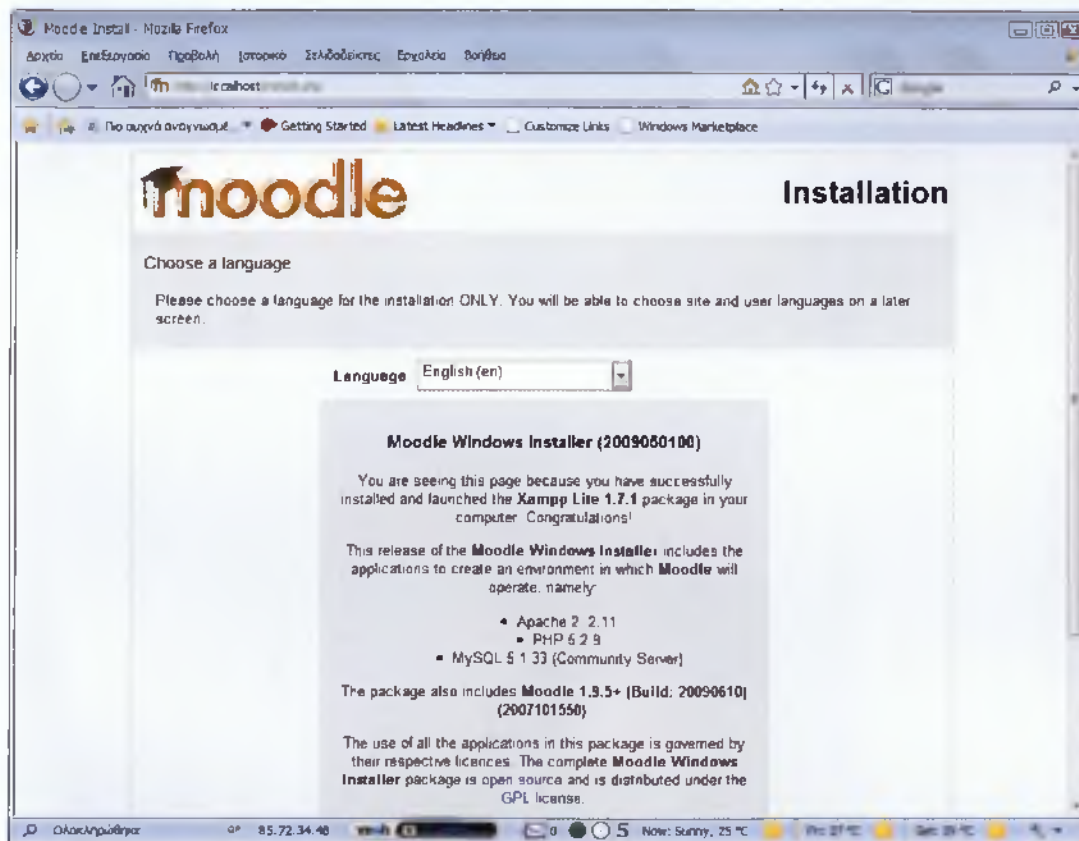 Moodle Install - Mozilla Firefox
Αρχείο Επεξεργασία Προβολή Ιστορικό Σελιδοδείκτες Εργαλεία Βοήθεια
localhost
Πιο συχνά αναγνωσμέ... Getting Started Latest Headlines Customize Links Windows Marketplace
moodle
Installation
Choose a language
Please choose a language for the installation ONLY. You will be able to choose site and user languages on a later
screen.
Language English (en)
Moodle Windows Installer (2009050100)
You are seeing this page because you have successfully
installed and launched the Xampp Lite 1.7.1 package in your
computer. Congratulations!
This release of the Moodle Windows Installer includes the
applications to create an environment in which Moodle will
operate, namely:
• Apache 2.2.11
• PHP 5.2.9
• MySQL 5.1.33 (Community Server)
The package also includes Moodle 1.9.5+ (Build: 20090610)
(2007101550)
The use of all the applications in this package is governed by
their respective licences. The complete Moodle Windows
Installer package is open source and is distributed under the
GPL license.
Ολοκληρώθηκε 85.72.34.48 0 5 Now: Sunny, 25 °C